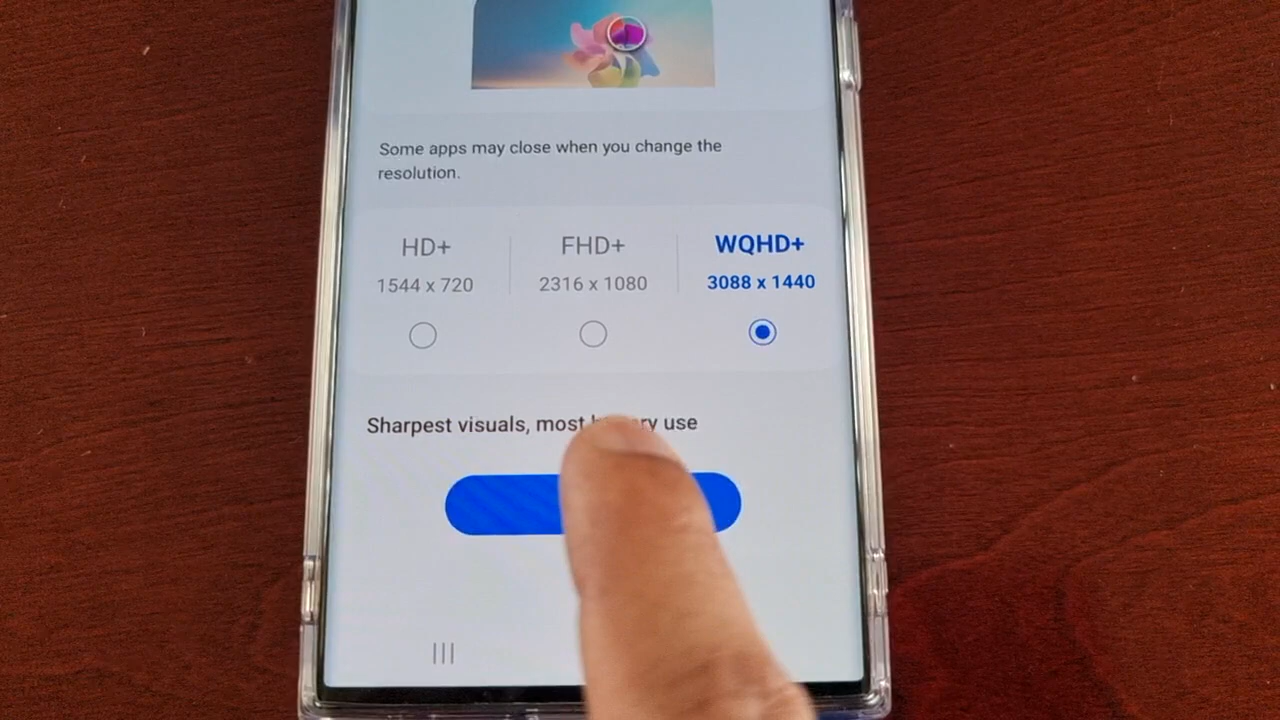 Some apps may close when you change the
resolution.
HD+ FHD+ WQHD+
1544 x 720 2316 x 1080 3088 x 1440
Sharpest visuals, most use